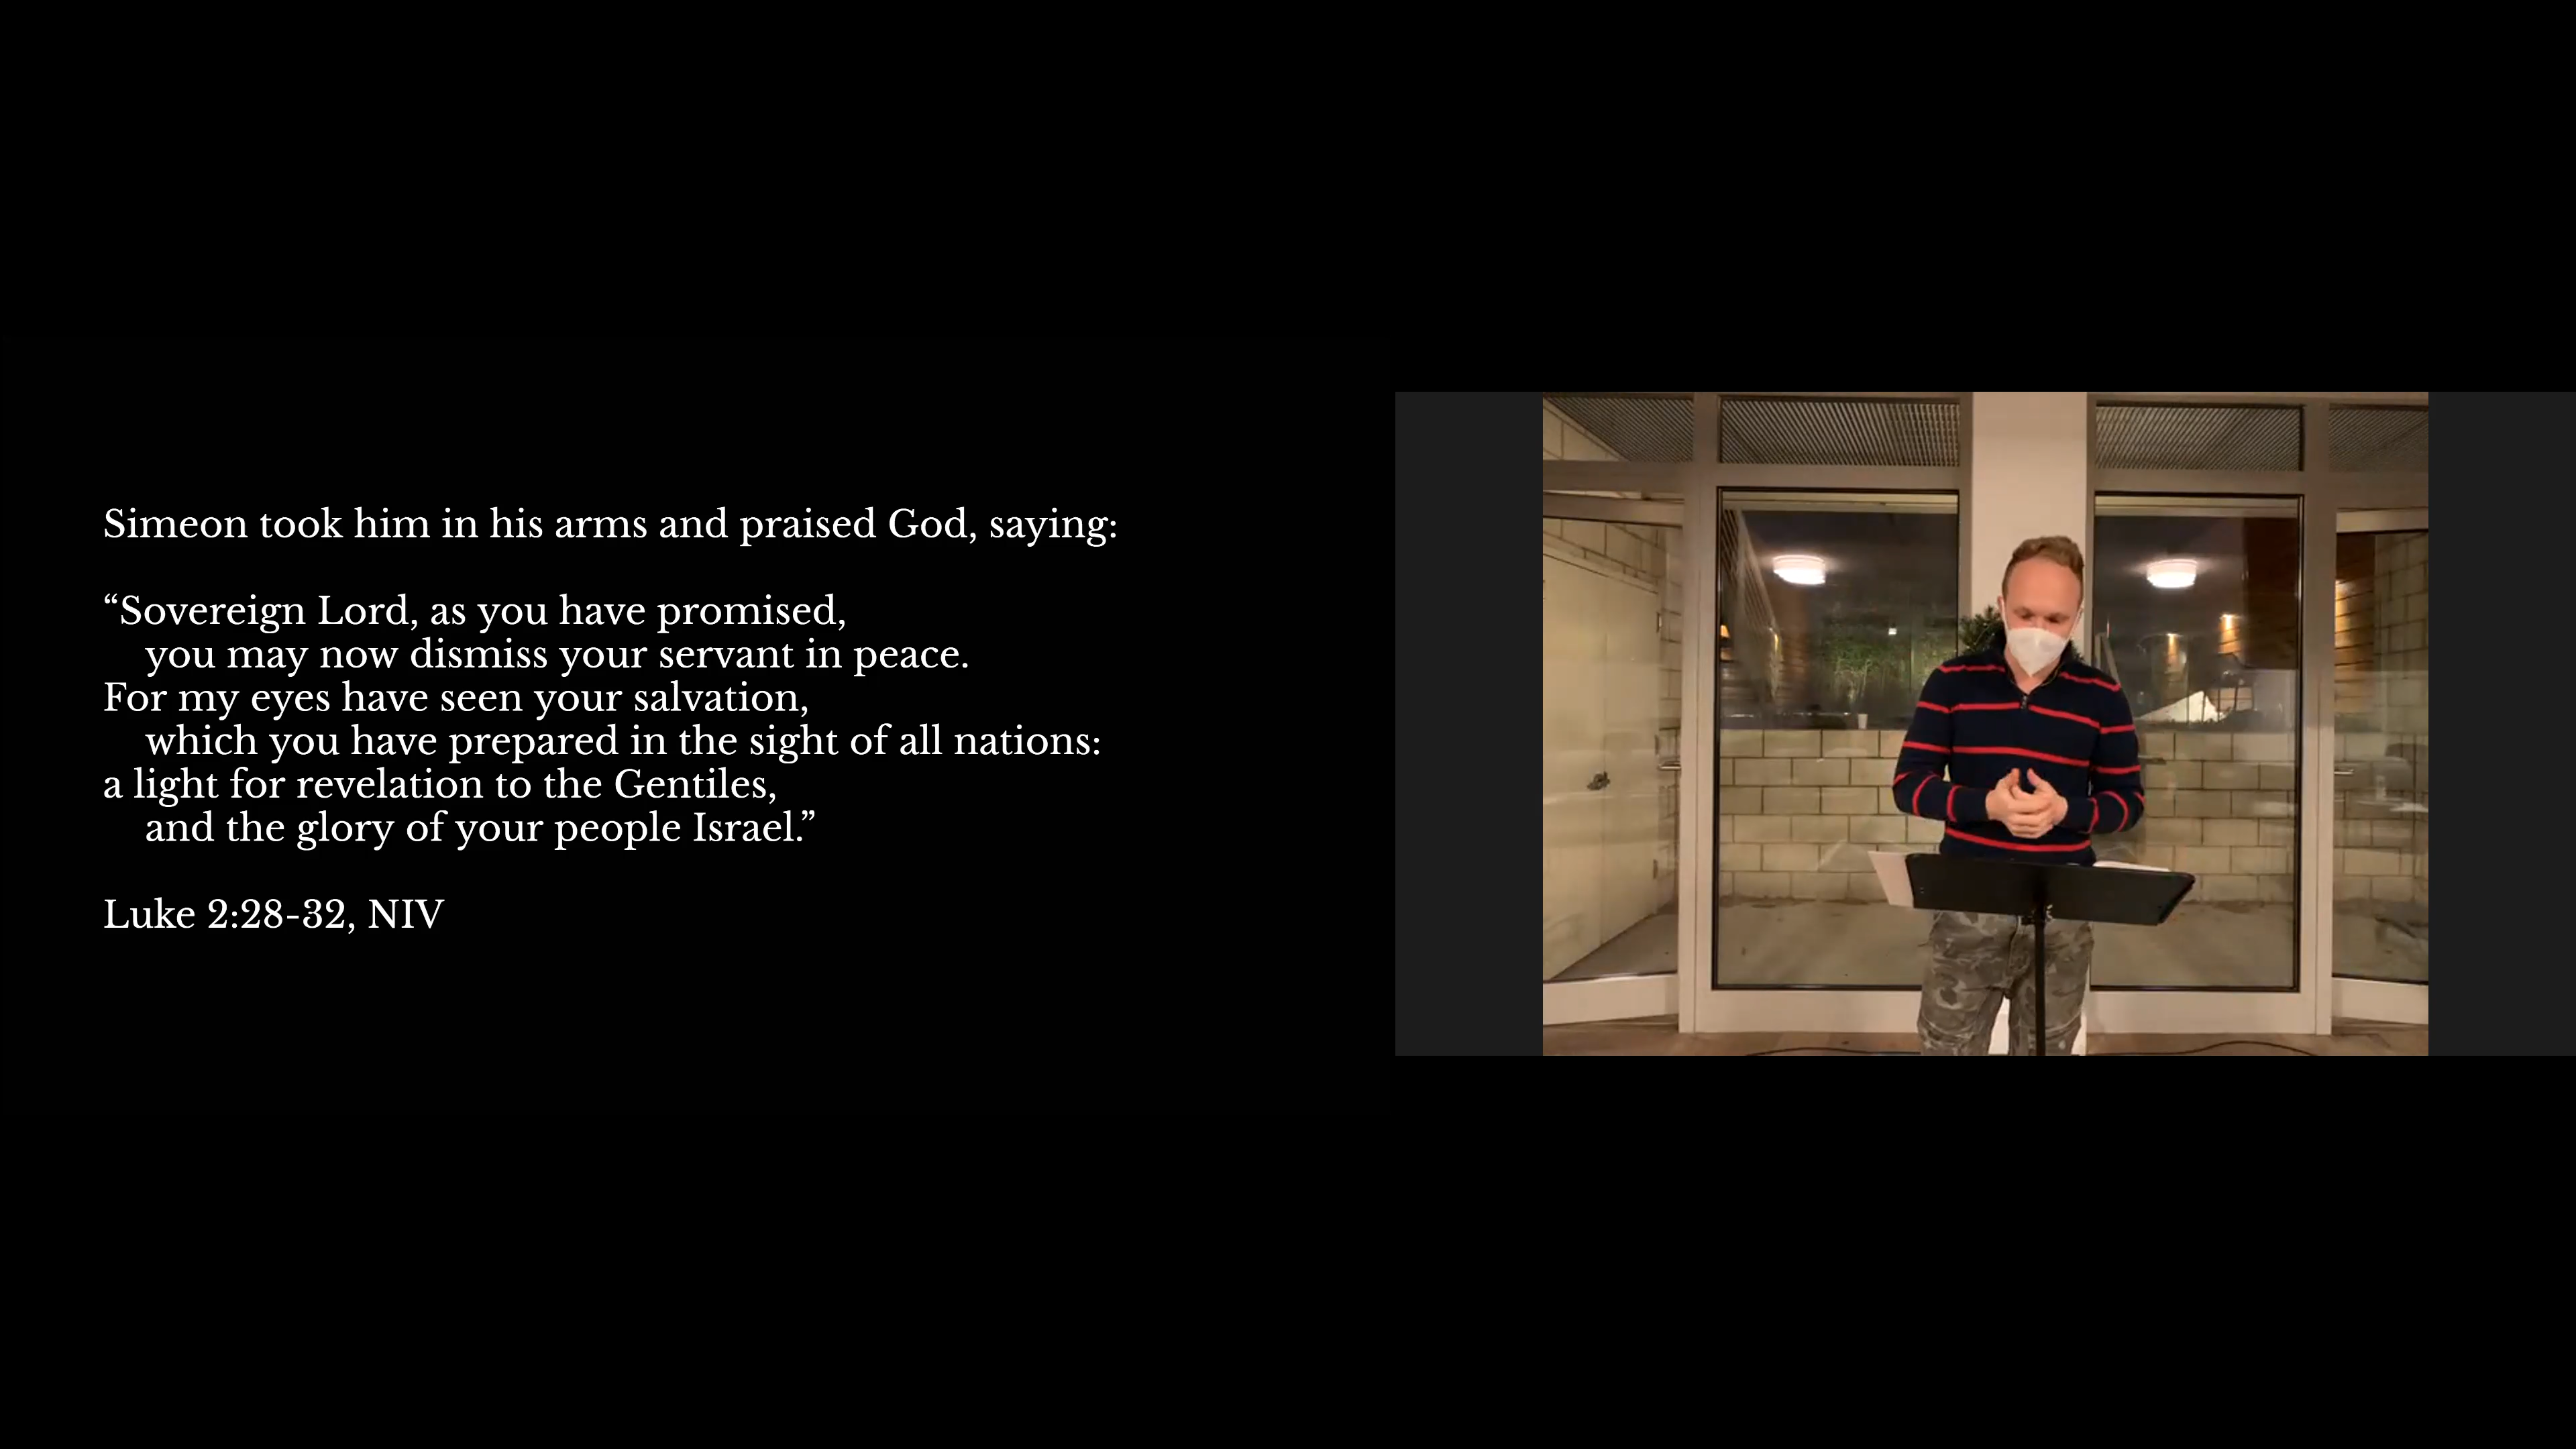 Simeon took him in his arms and praised God, saying:
“Sovereign Lord, as you have promised,
you may now dismiss your servant in peace.
For my eyes have seen your salvation,
which you have prepared in the sight of all nations:
a light for revelation to the Gentiles,
and the glory of your people Israel.”
Luke 2:28-32, NIV